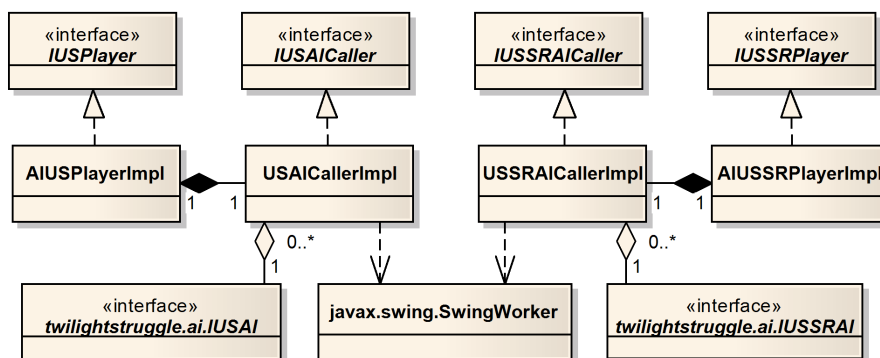 «interface»
IUSPlayer
«interface»
IUSAICaller
«interface»
IUSSRAICaller
«interface»
IUSSRPlayer
AIUSPlayerImpl
USAICallerImpl
USSRAICallerImpl
AIUSSRPlayerImpl
1
1
1
1
0..*
1
0..*
1
«interface»
twilightstruggle.ai.IUSAI
javax.swing.SwingWorker
«interface»
twilightstruggle.ai.IUSSRAI